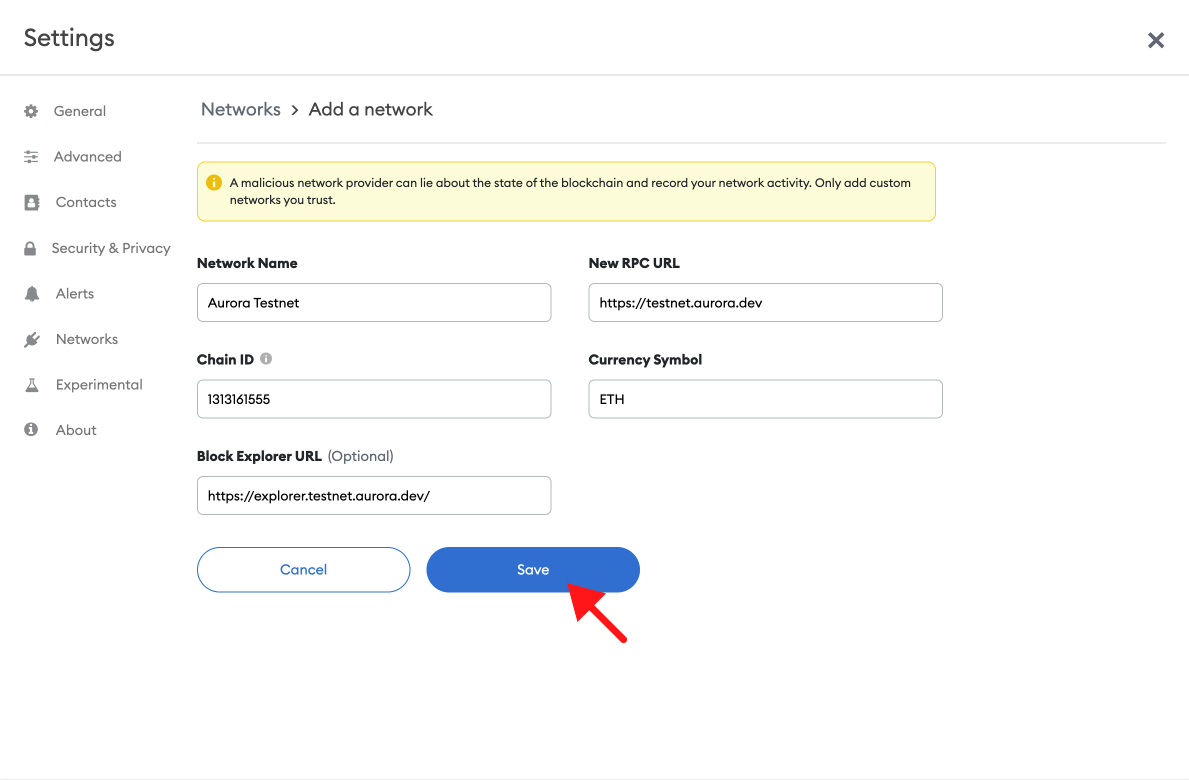 Settings
General
Advanced
Contacts
Security & Privacy
Alerts
Networks
Experimental
About
Networks > Add a network
A malicious network provider can lie about the state of the blockchain and record your network activity. Only add custom
networks you trust.
Network Name
Aurora Testnet
New RPC URL
https://testnet.aurora.dev
Chain ID
1313161555
Currency Symbol
ETH
Block Explorer URL (Optional)
https://explorer.testnet.aurora.dev/
Cancel
Save